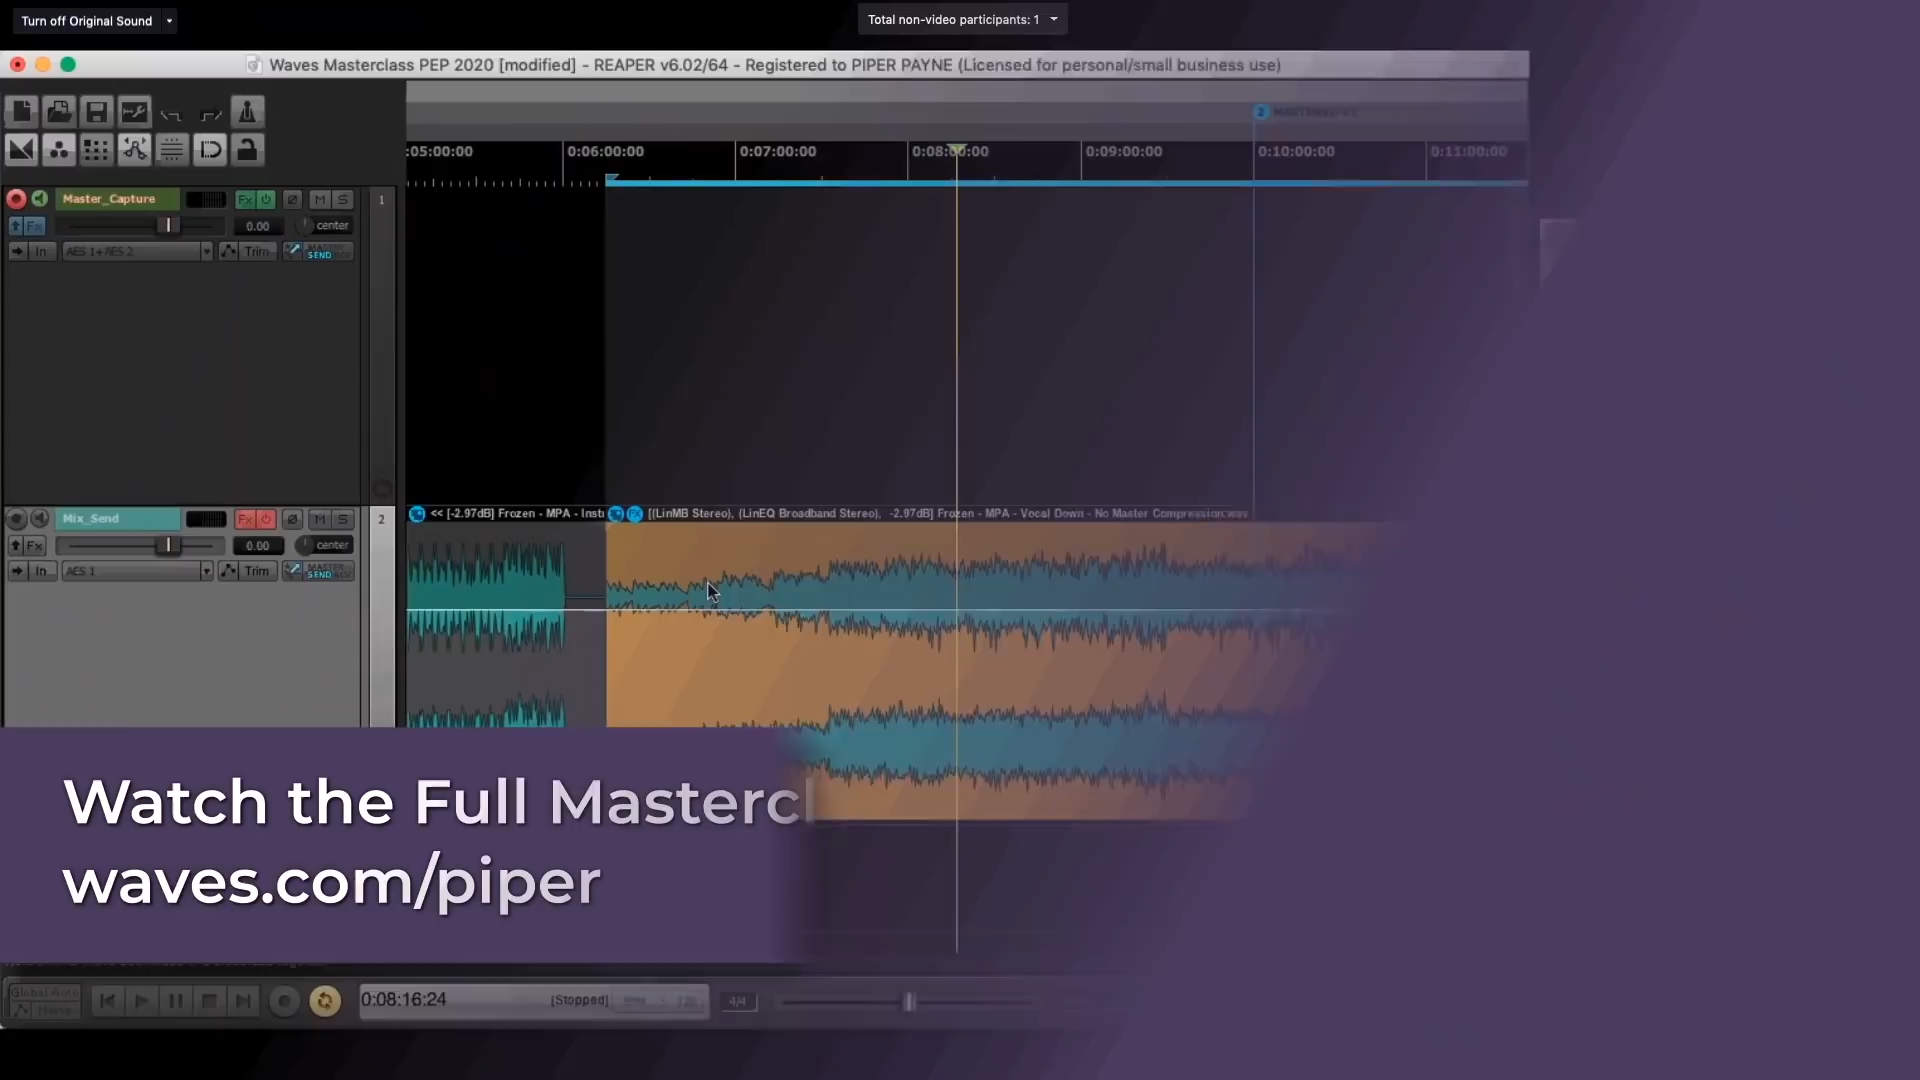 Turn off Original Sound
Total non-video participants: 1
Waves Masterclass PEP 2020 [modified] - REAPER v6.02/64 - Registered to PIPER PAYNE (Licensed for personal/small business use)
2
:05:00:00 0:06:00:00 0:07:00:00 0:08:00:00 0:09:00:00 0:10:00:00 0:11:00:00
Master_Capture FX M S 1
Fx 0.00 center
In AES 1+AES 2 Trim MASTER SEND
<< [-2.97dB] Frozen - MPA - Inst FX [(LinMB Stereo), (LinEQ Broadband Stereo), -2.97dB] Frozen - MPA - Vocal Down - No Master Compression.wav
Mix_Send FX M S 2
Fx 0.00 center
In AES 1 Trim MASTER SEND
Watch the Full Mastercl
waves.com/piper
Global Auto
None
0:08:16:24 [Stopped] 4/4